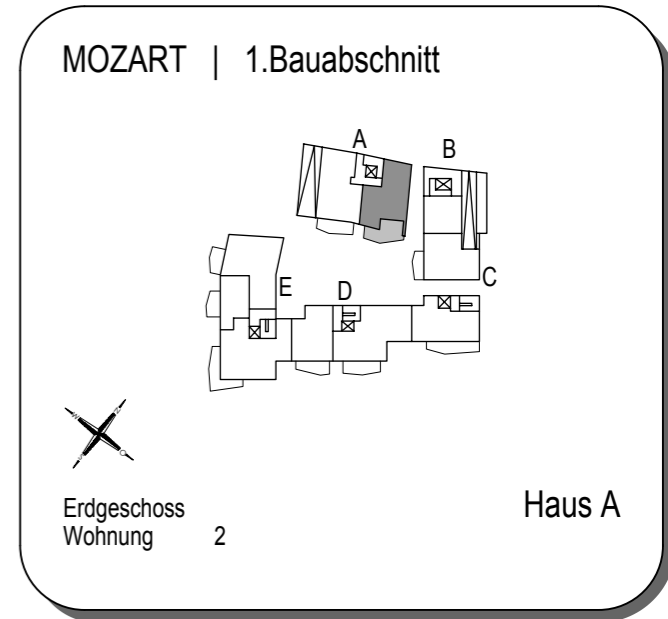 MOZART | 1.Bauabschnitt
A
B
C
E
D
N
W
O
S
Erdgeschoss
Haus A
Wohnung 2